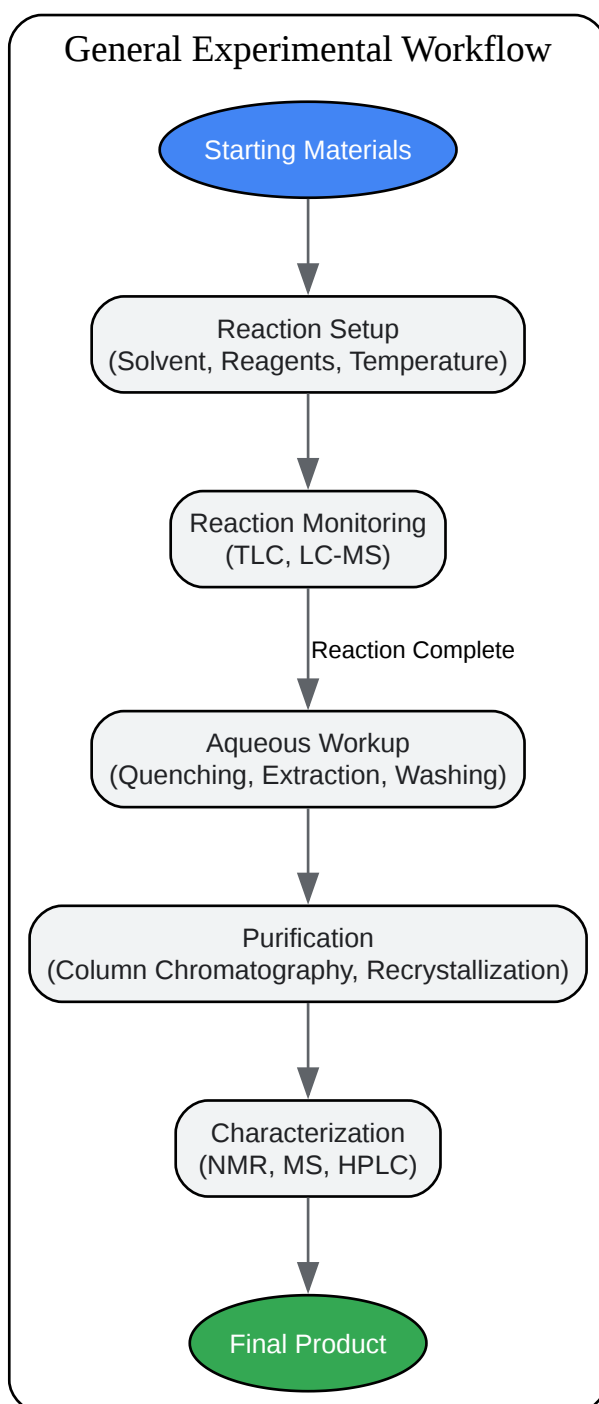 General Experimental Workflow
Starting Materials
Reaction Setup
(Solvent, Reagents, Temperature)
Reaction Monitoring
(TLC, LC-MS)
Reaction Complete
Aqueous Workup
(Quenching, Extraction, Washing)
Purification
(Column Chromatography, Recrystallization)
Characterization
(NMR, MS, HPLC)
Final Product